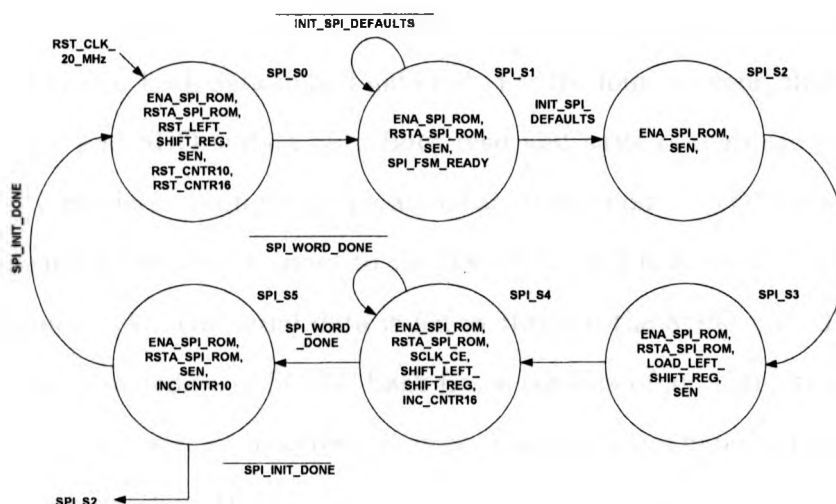 INIT_SPI_DEFAULTS
RST_CLK_
20_MHz
SPI_S0
ENA_SPI_ROM,
RSTA_SPI_ROM,
RST_LEFT_
SHIFT_REG,
SEN,
RST_CNTR10,
RST_CNTR16
SPI_S1
ENA_SPI_ROM,
RSTA_SPI_ROM,
SEN,
SPI_FSM_READY
INIT_SPI_
DEFAULTS
SPI_S2
ENA_SPI_ROM,
SEN,
SPI_INIT_DONE
SPI_WORD_DONE
SPI_S5
ENA_SPI_ROM,
RSTA_SPI_ROM,
SEN,
INC_CNTR10
SPI_WORD
_DONE
SPI_S4
ENA_SPI_ROM,
RSTA_SPI_ROM,
SCLK_CE,
SHIFT_LEFT_
SHIFT_REG,
INC_CNTR16
SPI_S3
ENA_SPI_ROM,
RSTA_SPI_ROM,
LOAD_LEFT_
SHIFT_REG,
SEN
SPI_INIT_DONE
SPI_S2